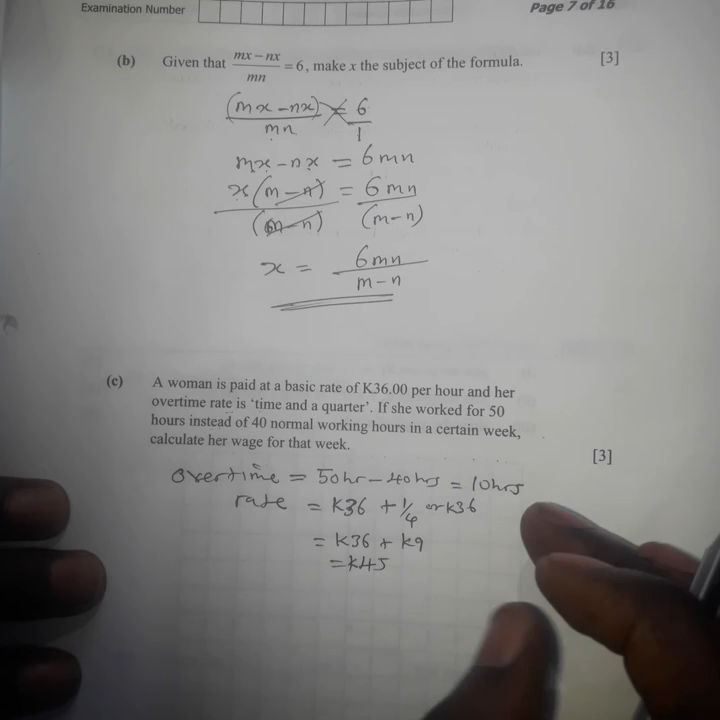 Examination Number
Page 7 of 16
(b) Given that (mx – nx)/mn = 6, make x the subject of the formula. [3]
(mx – nx)/mn = 6/1
mx – nx = 6mn
x(m – n)/(m – n) = 6mn/(m – n)
x = 6mn/m – n
(c) A woman is paid at a basic rate of K36.00 per hour and her
overtime rate is ‘time and a quarter’. If she worked for 50
hours instead of 40 normal working hours in a certain week,
calculate her wage for that week. [3]
overtime = 50hr – 40hrs = 10hrs
rate = K36 + 1/4 of K36
= K36 + K9
= K45